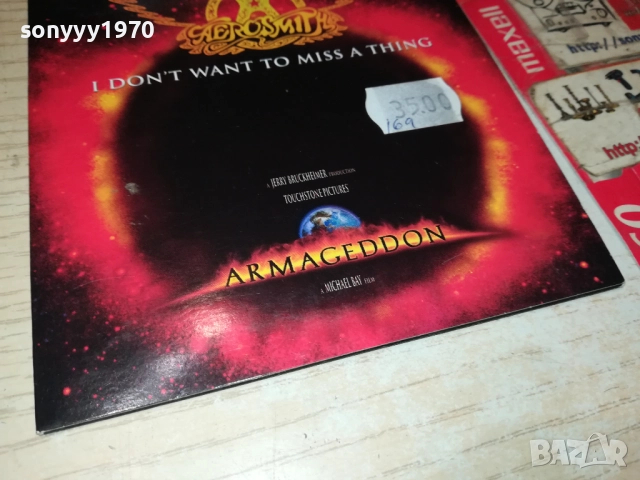 sonyyy1970
AEROSMITH
I DON'T WANT TO MISS A THING
35.00
169
A JERRY BRUCKHEIMER PRODUCTION
TOUCHSTONE PICTURES
ARMAGEDDON
A MICHAEL BAY FILM
maxell
http://son
http:
BAZAR